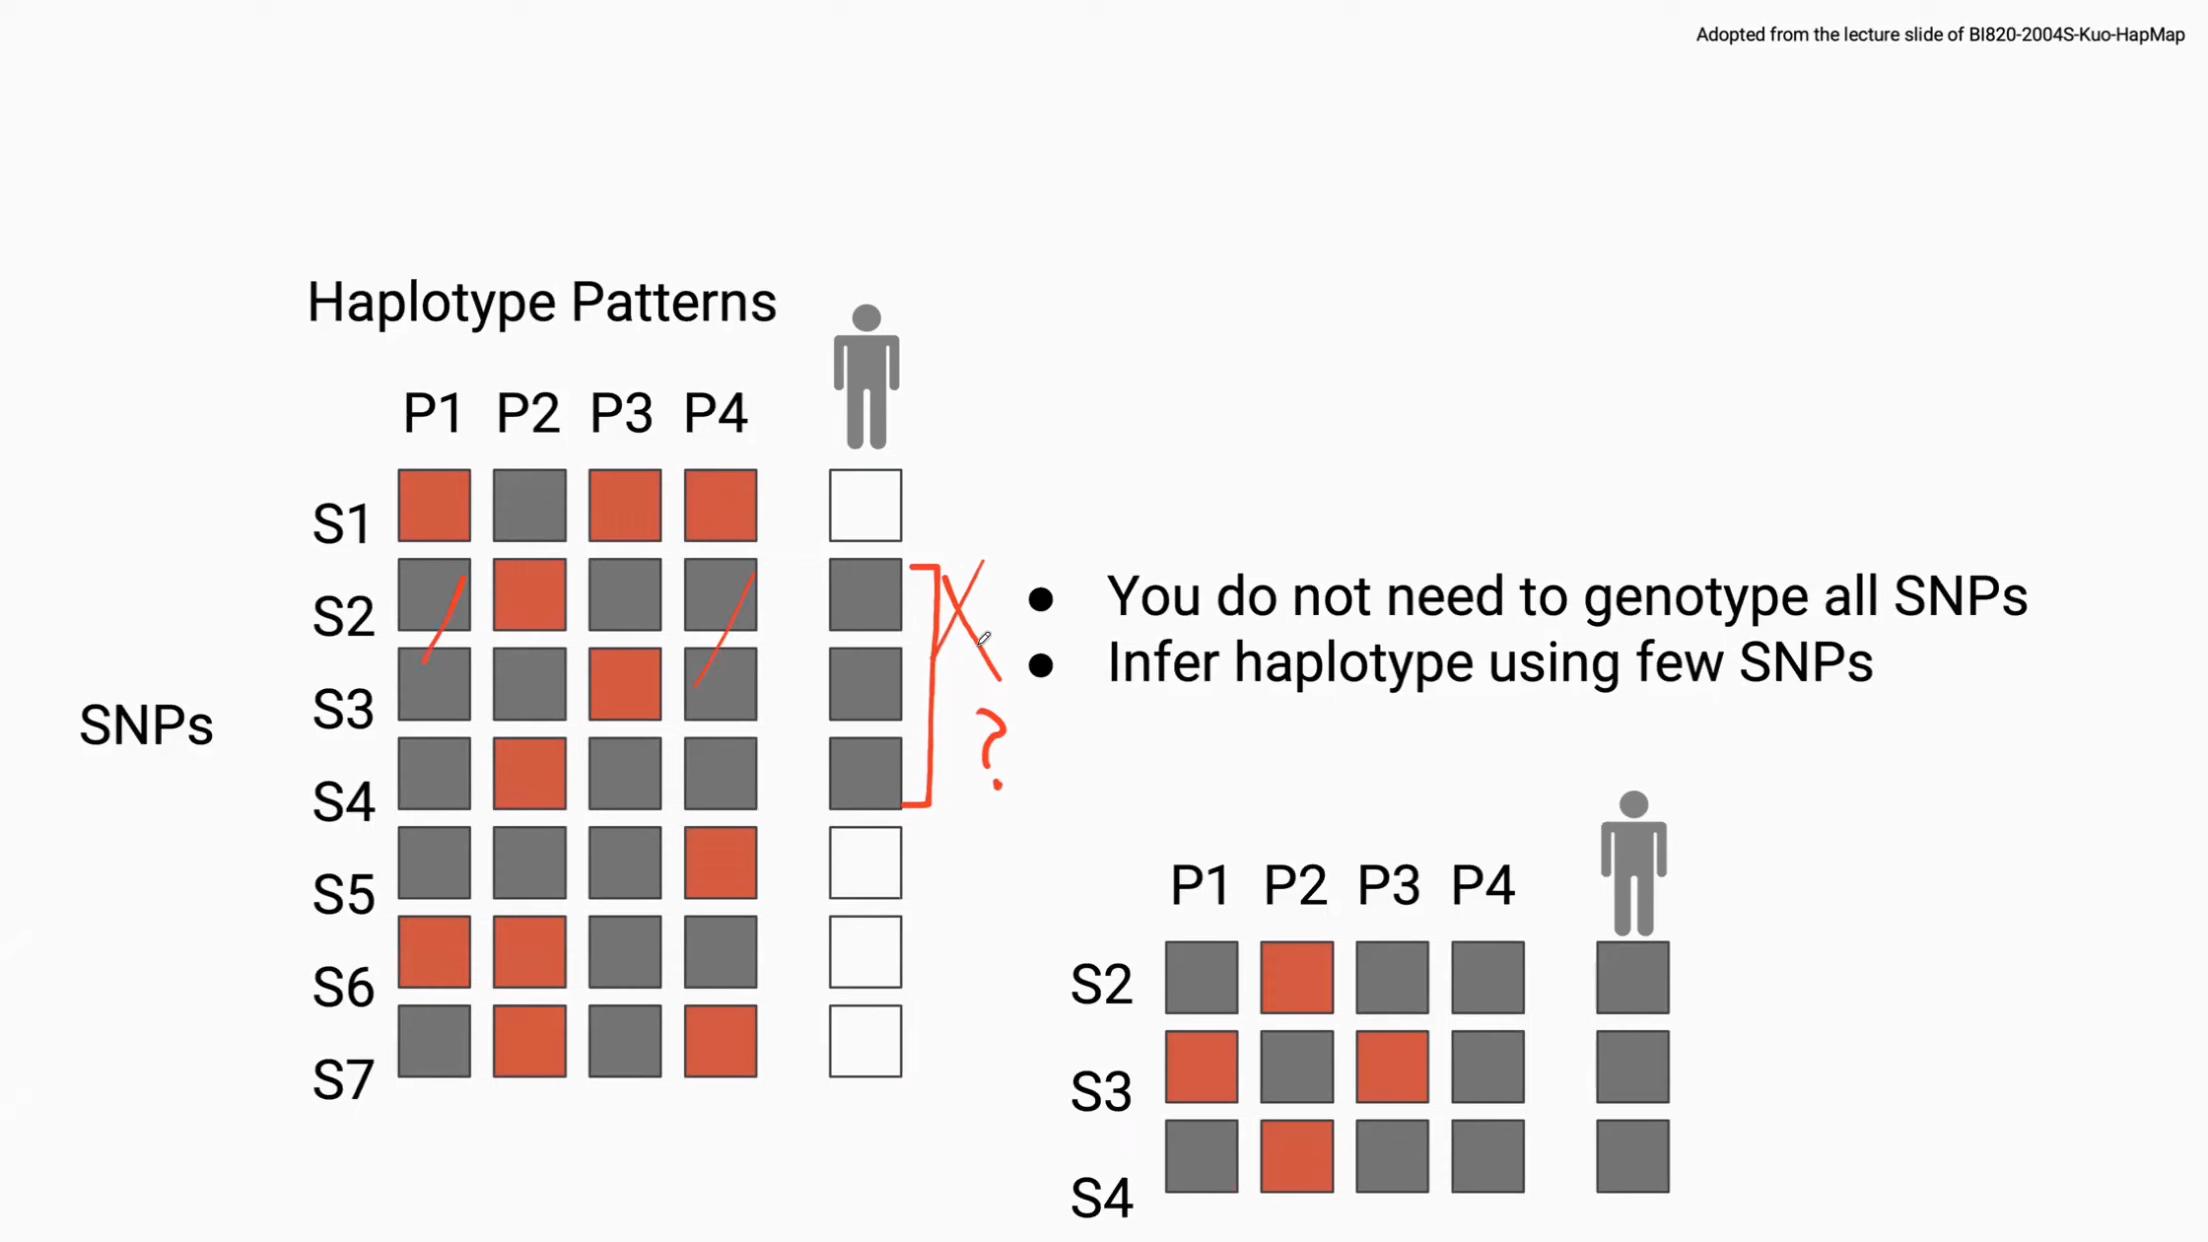 Adopted from the lecture slide of BI820-2004S-Kuo-HapMap
Haplotype Patterns
P1 P2 P3 P4
S1
S2
S3
S4
S5
S6
S7
SNPs
?
● You do not need to genotype all SNPs
● Infer haplotype using few SNPs
P1 P2 P3 P4
S2
S3
S4